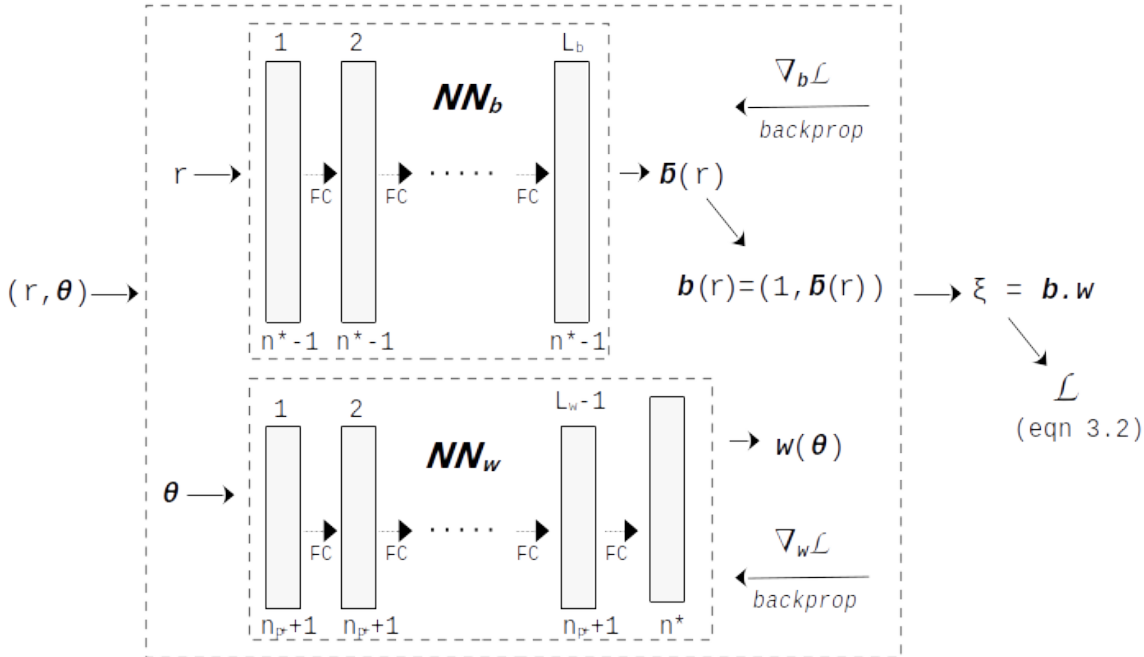 1 2 L_b
NN_b
∇_b ℒ
backprop
r
FC FC ····· FC
b̄(r)
(r,θ)
b(r)=(1,b̄(r))
ξ = b.w
n*-1 n*-1 n*-1
ℒ
(eqn 3.2)
1 2 L_w-1
NN_w
w(θ)
θ
FC FC ····· FC FC
∇_w ℒ
backprop
n_p+1 n_p+1 n_p+1 n*